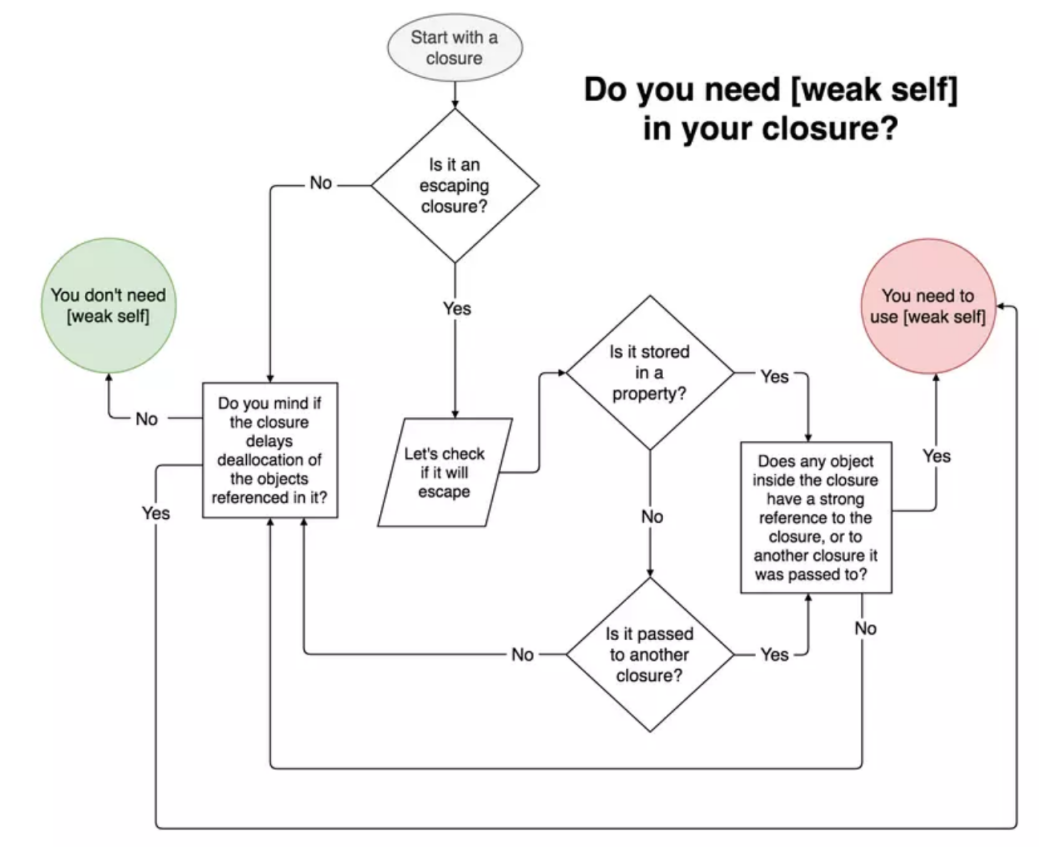 Start with a
closure
Do you need [weak self]
in your closure?
Is it an
escaping
closure?
No
Yes
You don't need
[weak self]
You need to
use [weak self]
Is it stored
in a
property?
Yes
Do you mind if
the closure
delays
deallocation of
the objects
referenced in it?
No
Let's check
if it will
escape
Does any object
inside the closure
have a strong
reference to the
closure, or to
another closure it
was passed to?
Yes
Yes
No
No
Is it passed
to another
closure?
No
Yes